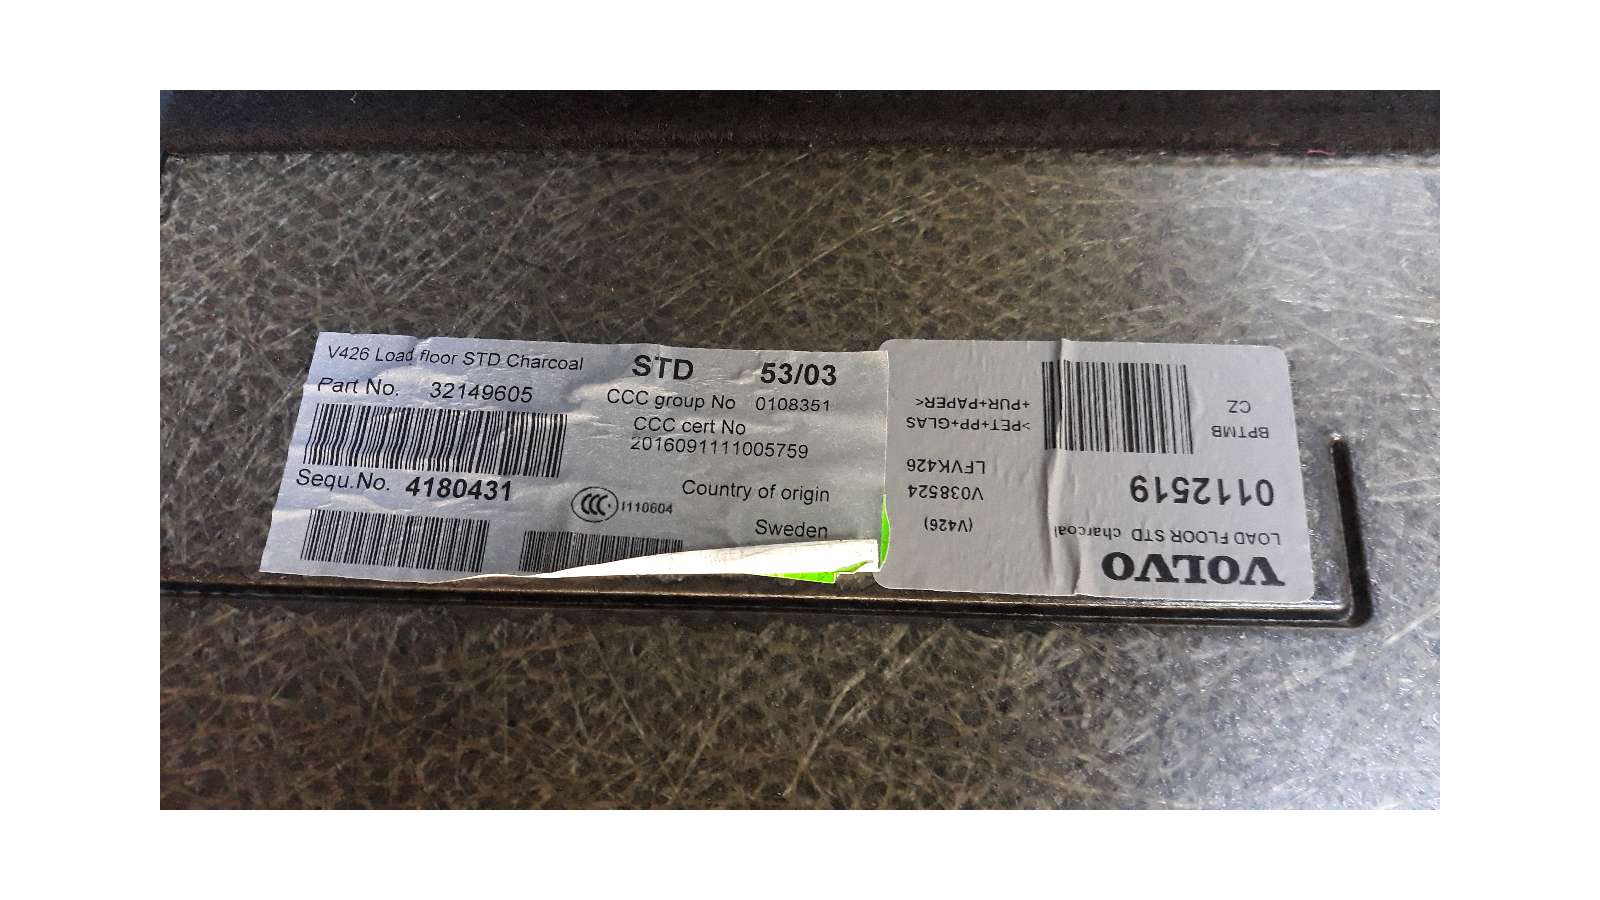 V426 Load floor STD Charcoal
Part No. 32149605
Sequ.No. 4180431
STD 53/03
CCC group No 0108351
CCC cert No
2016091111005759
CCC I110604
Country of origin
Sweden
VOLVO
LOAD FLOOR STD charcoal
0112519
BPTMB
CZ
(V426)
V038524
LFVK426
>PET+PP+GLAS
+PUR+PAPER<